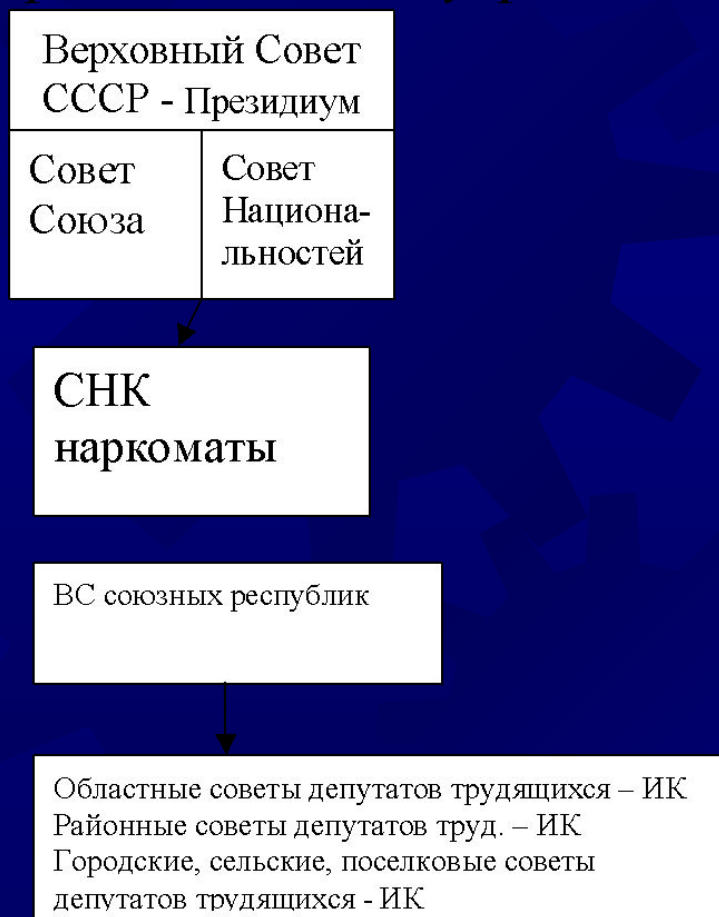 Верховный Совет
СССР - Президиум
Совет
Союза
Совет
Национа-
льностей
СНК
наркоматы
ВС союзных республик
Областные советы депутатов трудящихся – ИК
Районные советы депутатов труд. – ИК
Городские, сельские, поселковые советы
депутатов трудящихся - ИК